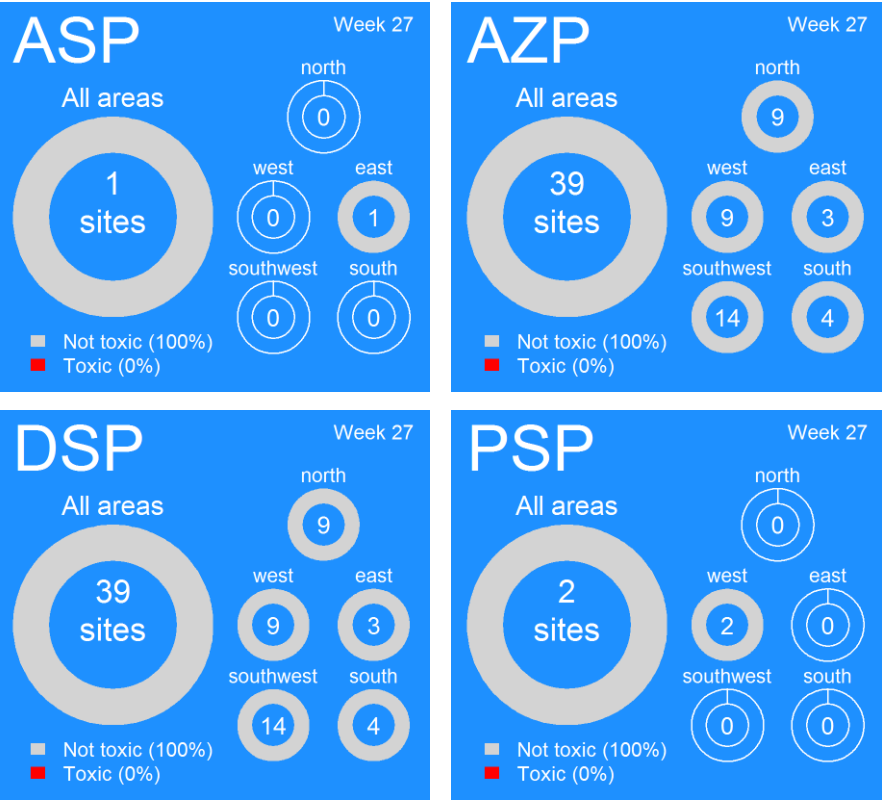 ASP
Week 27
All areas
north
0
1
sites
west
0
east
1
southwest
0
south
0
Not toxic (100%)
Toxic (0%)
AZP
Week 27
All areas
north
9
39
sites
west
9
east
3
southwest
14
south
4
Not toxic (100%)
Toxic (0%)
DSP
Week 27
All areas
north
9
39
sites
west
9
east
3
southwest
14
south
4
Not toxic (100%)
Toxic (0%)
PSP
Week 27
All areas
north
0
2
sites
west
2
east
0
southwest
0
south
0
Not toxic (100%)
Toxic (0%)